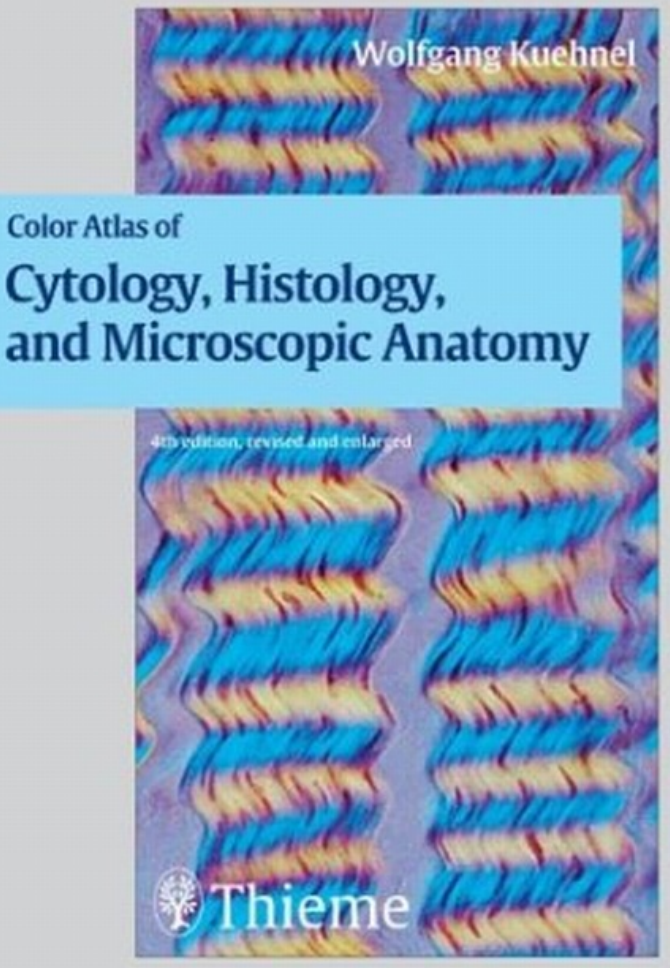 Wolfgang Kuehnel
Color Atlas of
Cytology, Histology,
and Microscopic Anatomy
4th edition, revised and enlarged
Thieme